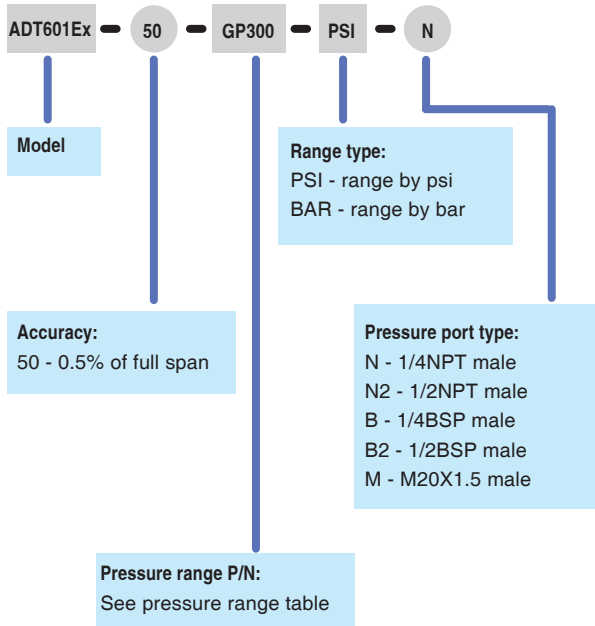 ADT601Ex - 50 - GP300 - PSI - N
Model
Range type:
PSI - range by psi
BAR - range by bar
Accuracy:
50 - 0.5% of full span
Pressure port type:
N - 1/4NPT male
N2 - 1/2NPT male
B - 1/4BSP male
B2 - 1/2BSP male
M - M20X1.5 male
Pressure range P/N:
See pressure range table